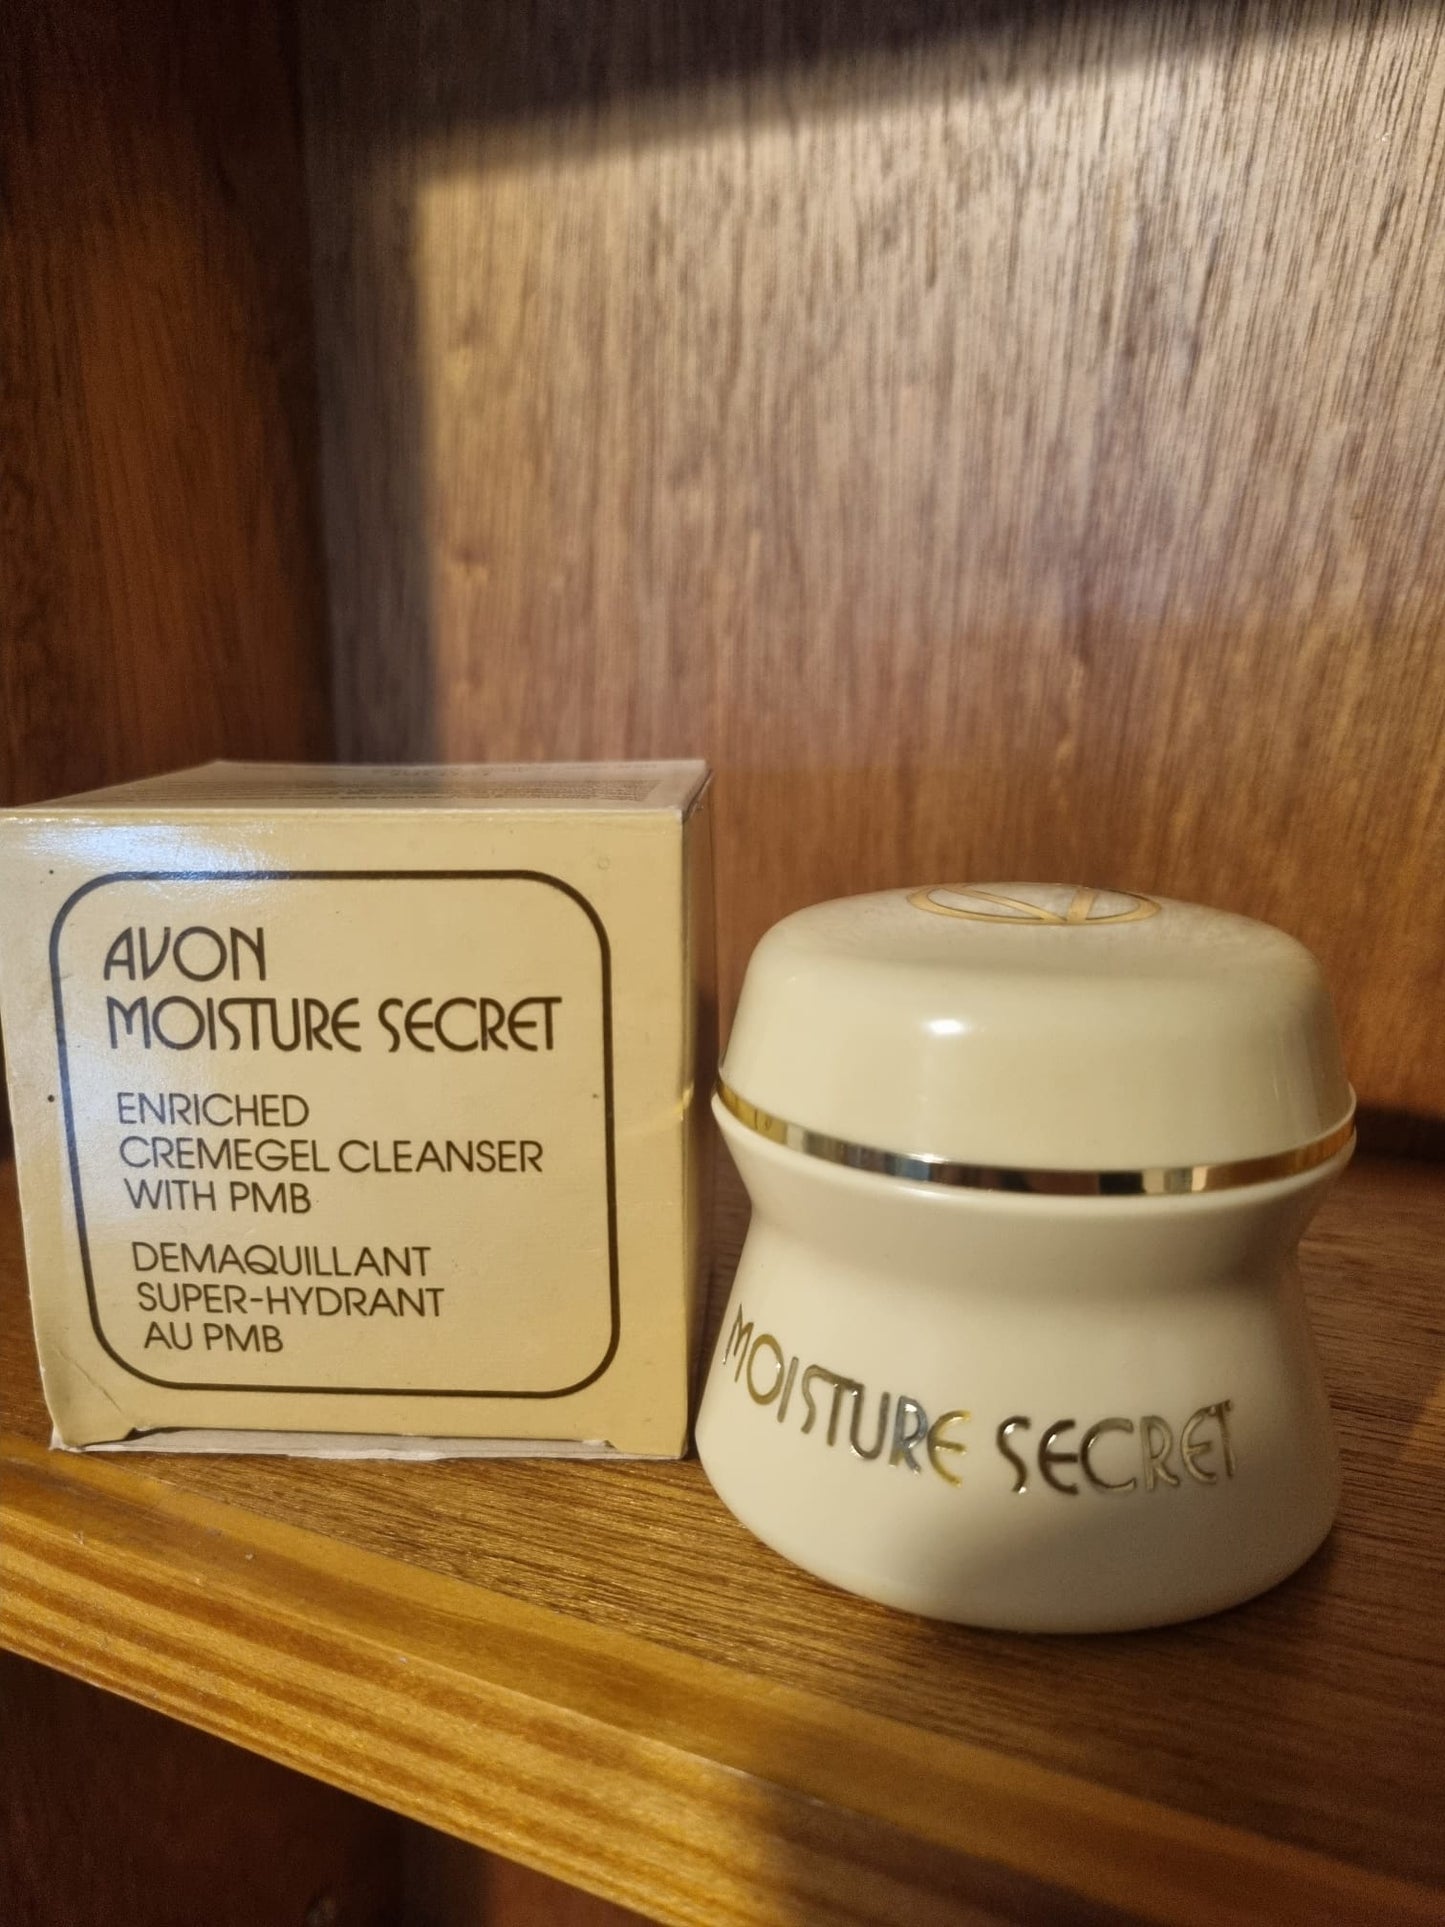 AVON
MOISTURE SECRET
ENRICHED
CREMEGEL CLEANSER
WITH PMB
DEMAQUILLANT
SUPER-HYDRANT
AU PMB
MOISTURE SECRET